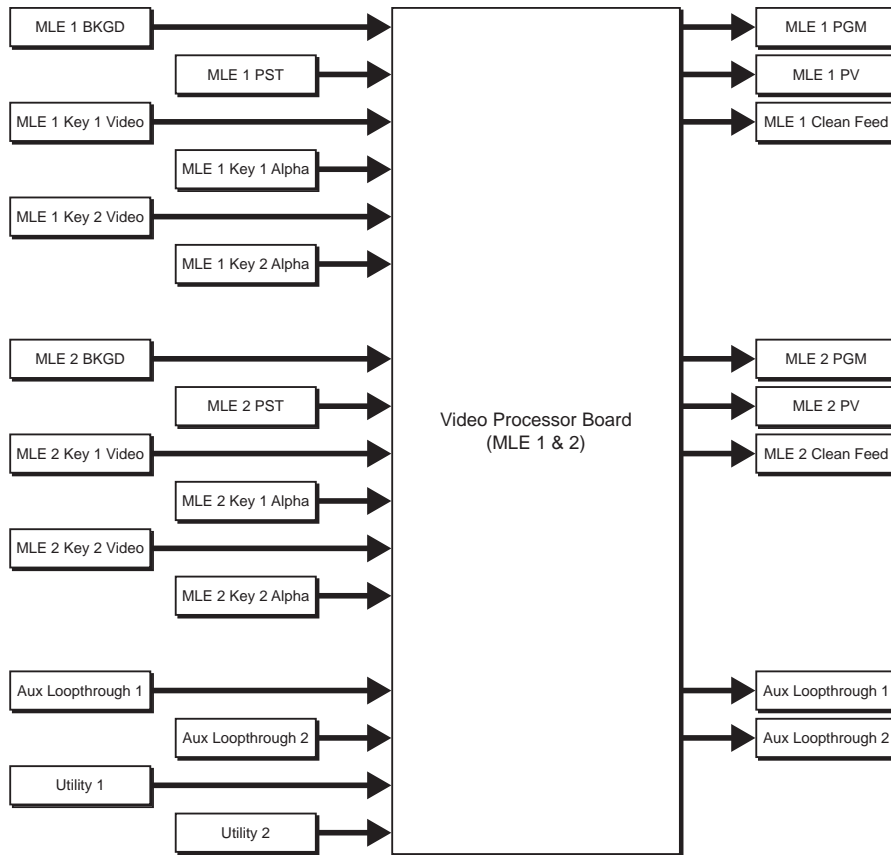 MLE 1 BKGD
MLE 1 PST
MLE 1 Key 1 Video
MLE 1 Key 1 Alpha
MLE 1 Key 2 Video
MLE 1 Key 2 Alpha
MLE 2 BKGD
MLE 2 PST
MLE 2 Key 1 Video
MLE 2 Key 1 Alpha
MLE 2 Key 2 Video
MLE 2 Key 2 Alpha
Aux Loopthrough 1
Aux Loopthrough 2
Utility 1
Utility 2
Video Processor Board
(MLE 1 & 2)
MLE 1 PGM
MLE 1 PV
MLE 1 Clean Feed
MLE 2 PGM
MLE 2 PV
MLE 2 Clean Feed
Aux Loopthrough 1
Aux Loopthrough 2